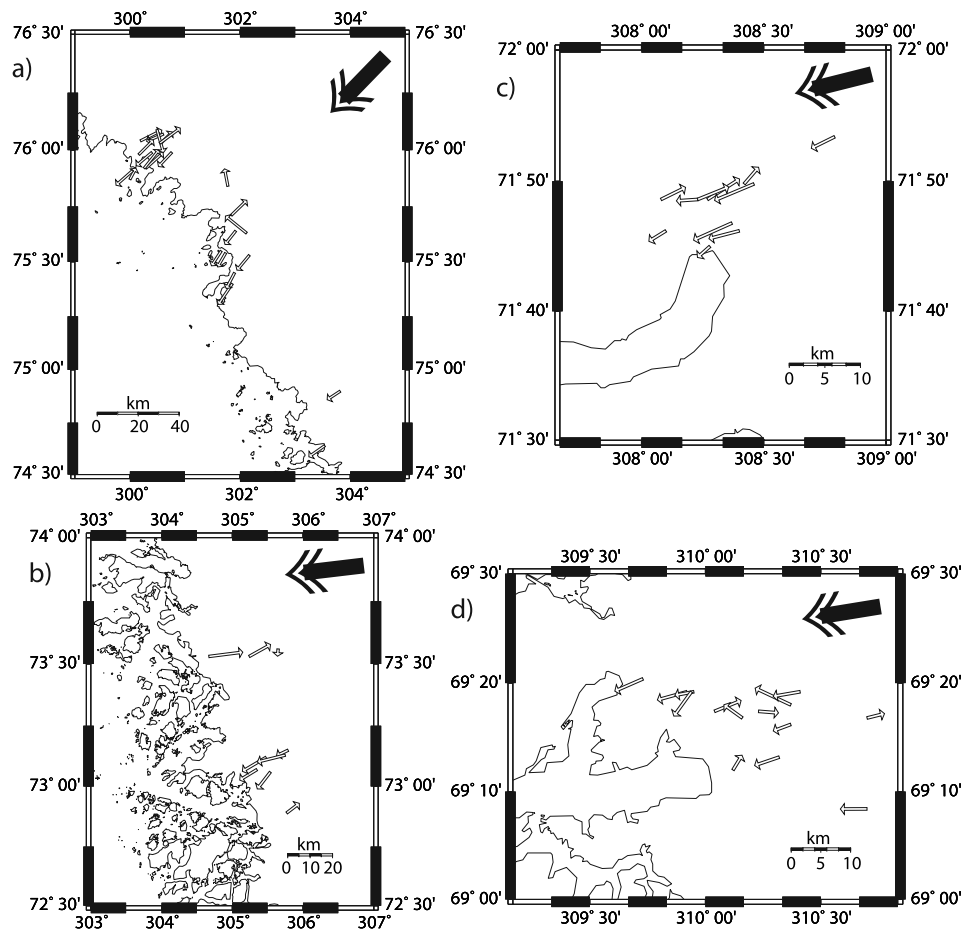 300˚ 302˚ 304˚
76˚ 30' 76˚ 30'
a)
76˚ 00' 76˚ 00'
75˚ 30' 75˚ 30'
75˚ 00' 75˚ 00'
km
0 20 40
74˚ 30' 74˚ 30'
300˚ 302˚ 304˚
308˚ 00' 308˚ 30' 309˚ 00'
72˚ 00' 72˚ 00'
c)
71˚ 50' 71˚ 50'
71˚ 40' 71˚ 40'
km
0 5 10
71˚ 30' 71˚ 30'
308˚ 00' 308˚ 30' 309˚ 00'
303˚ 304˚ 305˚ 306˚ 307˚
74˚ 00' 74˚ 00'
b)
73˚ 30' 73˚ 30'
73˚ 00' 73˚ 00'
km
0 10 20
72˚ 30' 72˚ 30'
303˚ 304˚ 305˚ 306˚ 307˚
309˚ 30' 310˚ 00' 310˚ 30'
69˚ 30' 69˚ 30'
d)
69˚ 20' 69˚ 20'
69˚ 10' 69˚ 10'
km
0 5 10
69˚ 00' 69˚ 00'
309˚ 30' 310˚ 00' 310˚ 30'